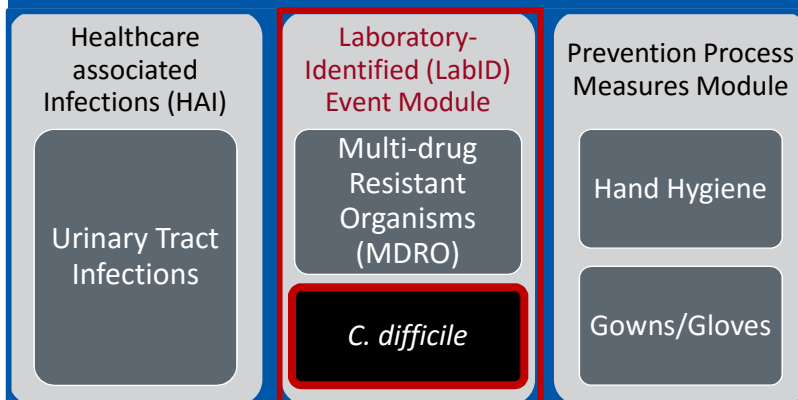 Healthcare
associated
Infections (HAI)
Urinary Tract
Infections
Laboratory-
Identified (LabID)
Event Module
Multi-drug
Resistant
Organisms
(MDRO)
C. difficile
Prevention Process
Measures Module
Hand Hygiene
Gowns/Gloves